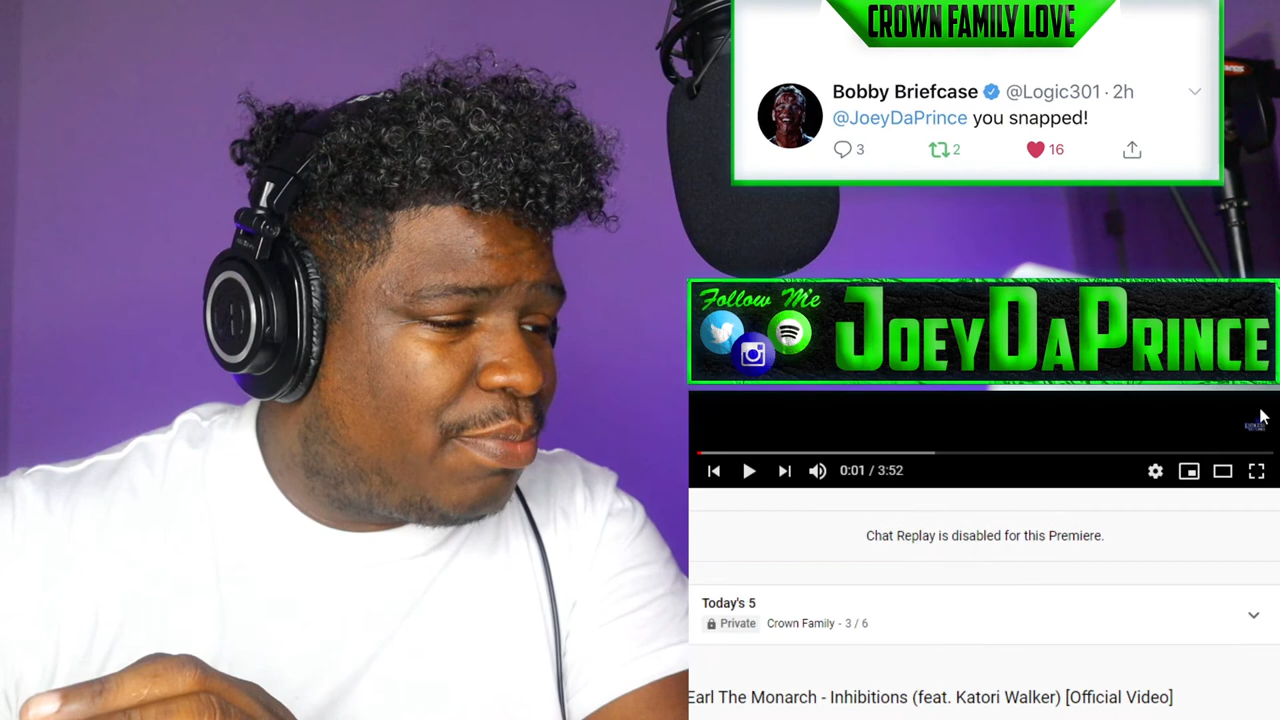 CROWN FAMILY LOVE
Bobby Briefcase @Logic301 · 2h
@JoeyDaPrince you snapped!
3 2 16
Follow Me
JOEYDAPRINCE
0:01 / 3:52
Chat Replay is disabled for this Premiere.
Today's 5
Private Crown Family - 3 / 6
Earl The Monarch - Inhibitions (feat. Katori Walker) [Official Video]